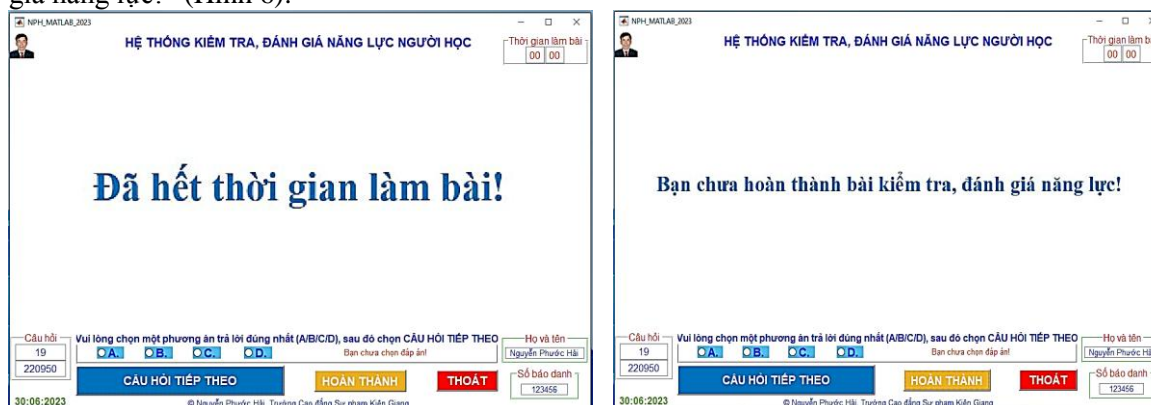 giá năng lực!" (Hình 6).
NPH_MATLAB_2023
HỆ THỐNG KIỂM TRA, ĐÁNH GIÁ NĂNG LỰC NGƯỜI HỌC
Thời gian làm bài
00 00
Đã hết thời gian làm bài!
Câu hỏi
19
220950
Vui lòng chọn một phương án trả lời đúng nhất (A/B/C/D), sau đó chọn CÂU HỎI TIẾP THEO
A. B. C. D.
Bạn chưa chọn đáp án!
Họ và tên
Nguyễn Phước Hải
CÂU HỎI TIẾP THEO
HOÀN THÀNH
THOÁT
Số báo danh
123456
30:06:2023
© Nguyễn Phước Hải, Trường Cao đẳng Sư phạm Kiên Giang
NPH_MATLAB_2023
HỆ THỐNG KIỂM TRA, ĐÁNH GIÁ NĂNG LỰC NGƯỜI HỌC
Thời gian làm bà
00 00
Bạn chưa hoàn thành bài kiểm tra, đánh giá năng lực!
Câu hỏi
19
220950
Vui lòng chọn một phương án trả lời đúng nhất (A/B/C/D), sau đó chọn CÂU HỎI TIẾP THEO
A. B. C. D.
Bạn chưa chọn đáp án!
Họ và tên
Nguyễn Phước Hả
CÂU HỎI TIẾP THEO
HOÀN THÀNH
THOÁT
Số báo danh
123456
30:06:2023
© Nguyễn Phước Hải, Trường Cao đẳng Sư phạm Kiên Giang